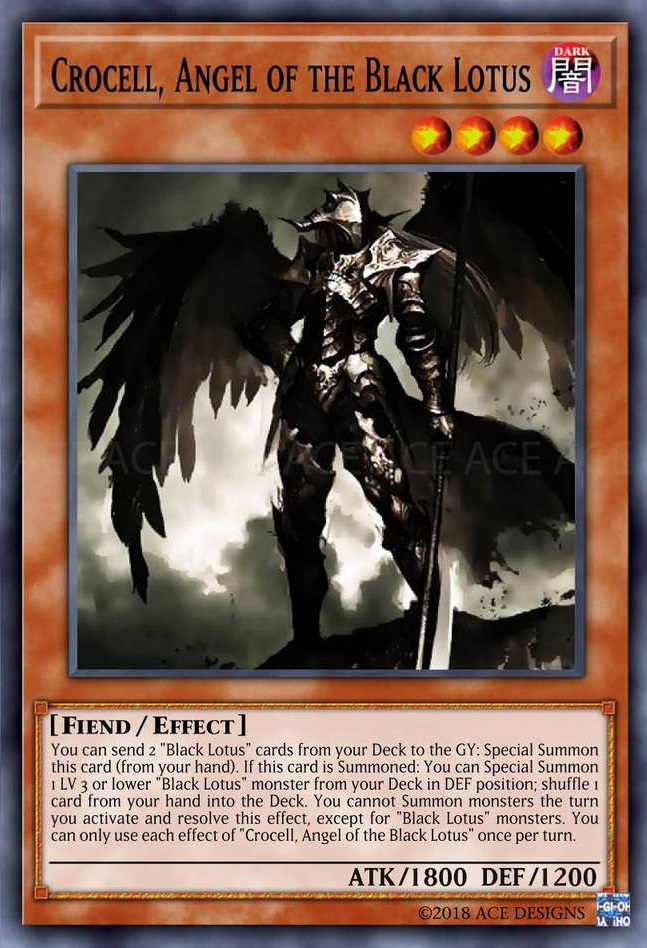 CROCELL, ANGEL OF THE BLACK LOTUS
DARK
闇
ACE ACE ACE ACE ACE
[FIEND/EFFECT]
You can send 2 "Black Lotus" cards from your Deck to the GY: Special Summon
this card (from your hand). If this card is Summoned: You can Special Summon
1 LV 3 or lower "Black Lotus" monster from your Deck in DEF position; shuffle 1
card from your hand into the Deck. You cannot Summon monsters the turn
you activate and resolve this effect, except for "Black Lotus" monsters. You
can only use each effect of "Crocell, Angel of the Black Lotus" once per turn.
ATK/1800 DEF/1200
©2018 ACE DESIGNS